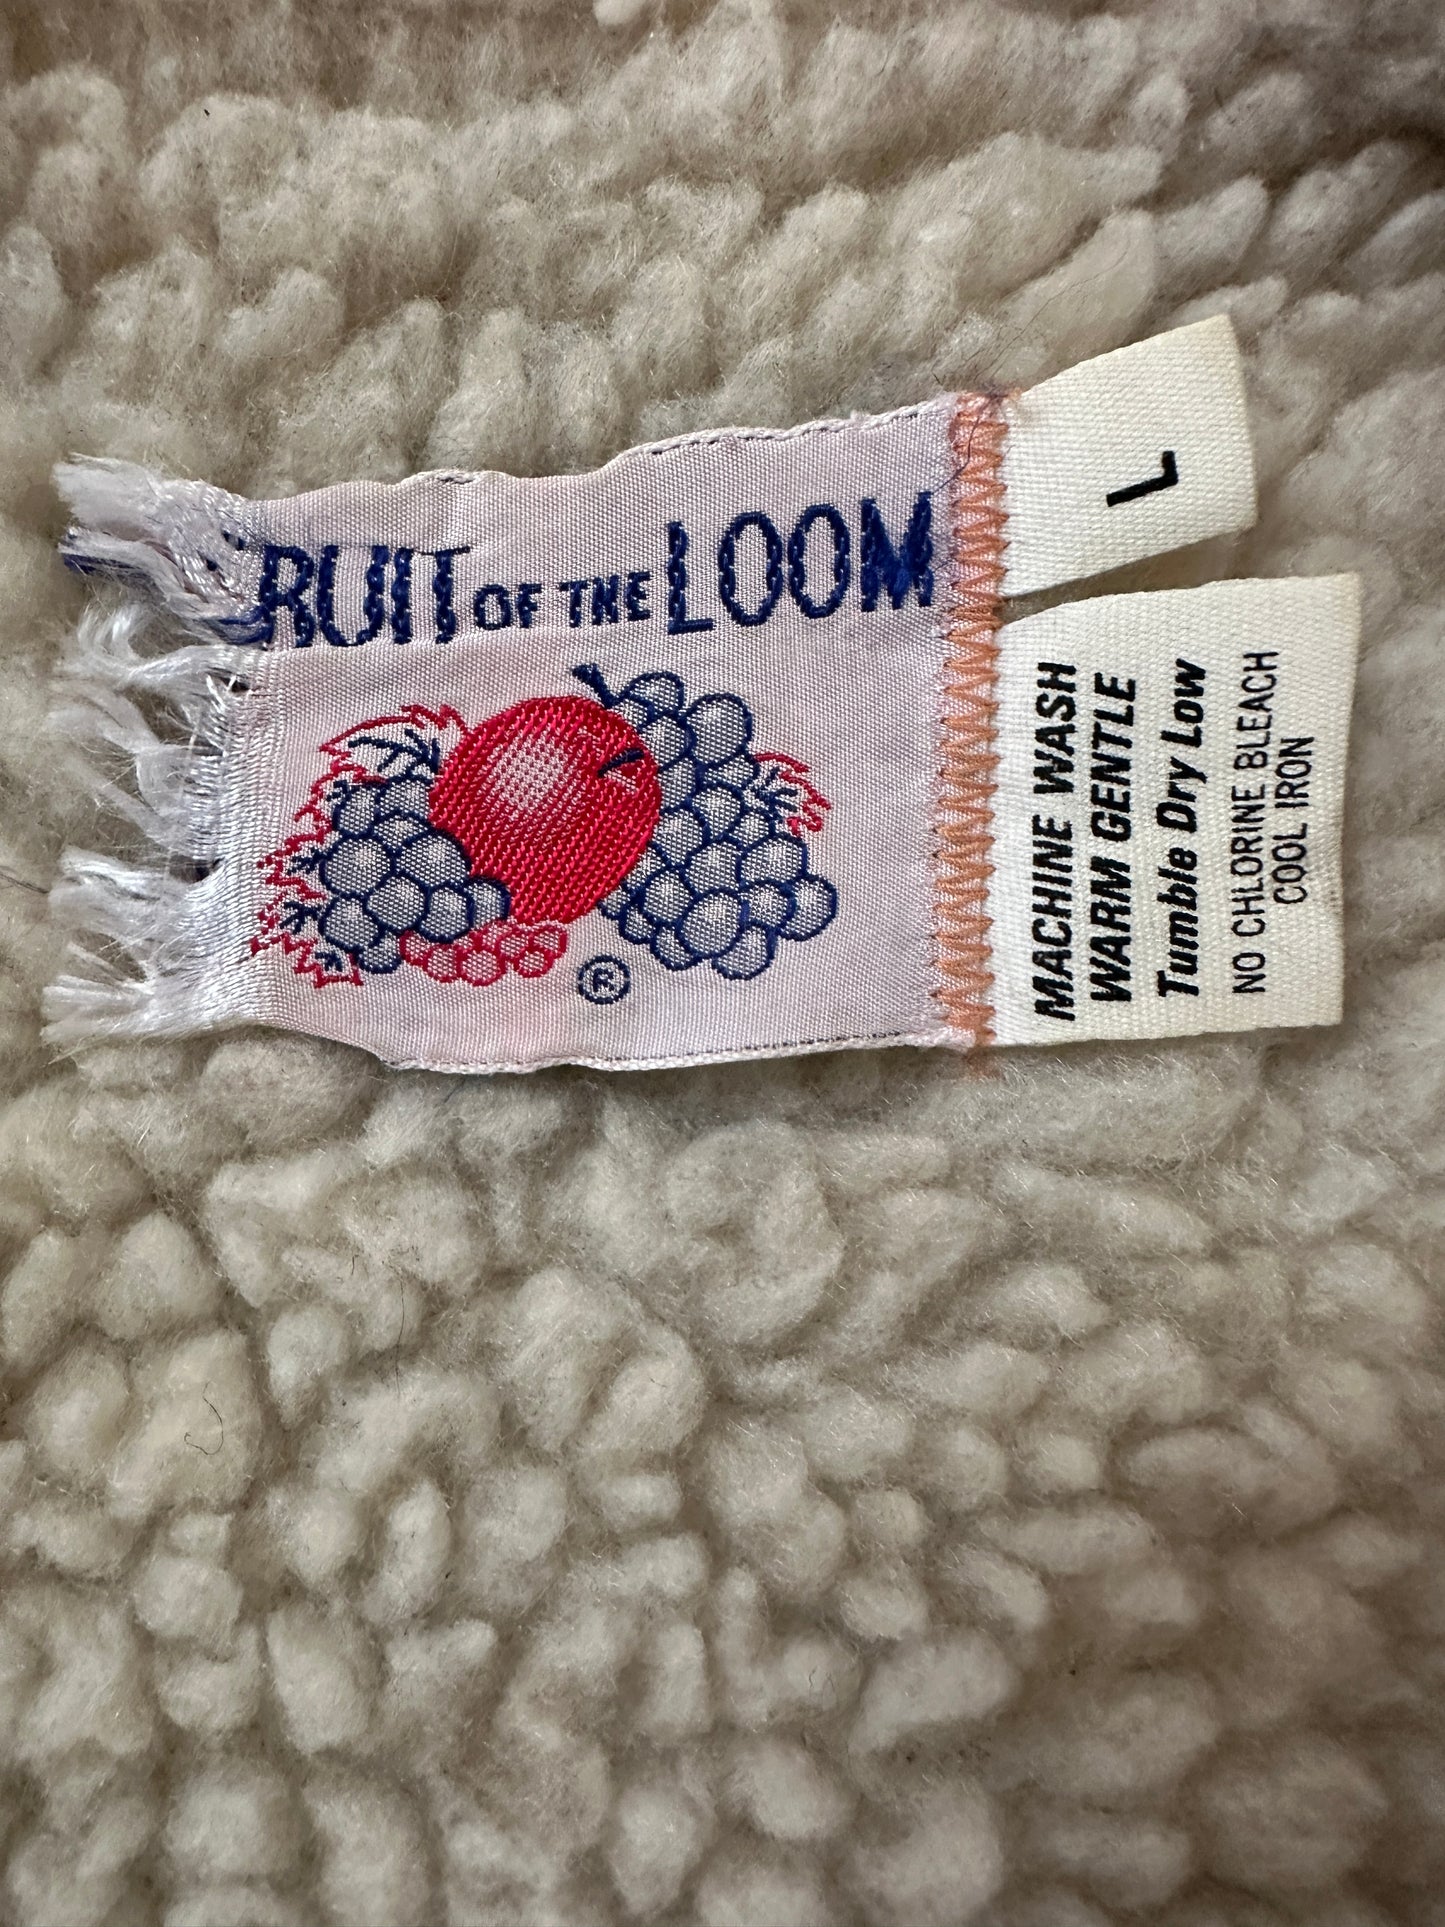 RUIT OF THE LOOM
®
L
MACHINE WASH
WARM GENTLE
Tumble Dry Low
NO CHLORINE BLEACH
COOL IRON